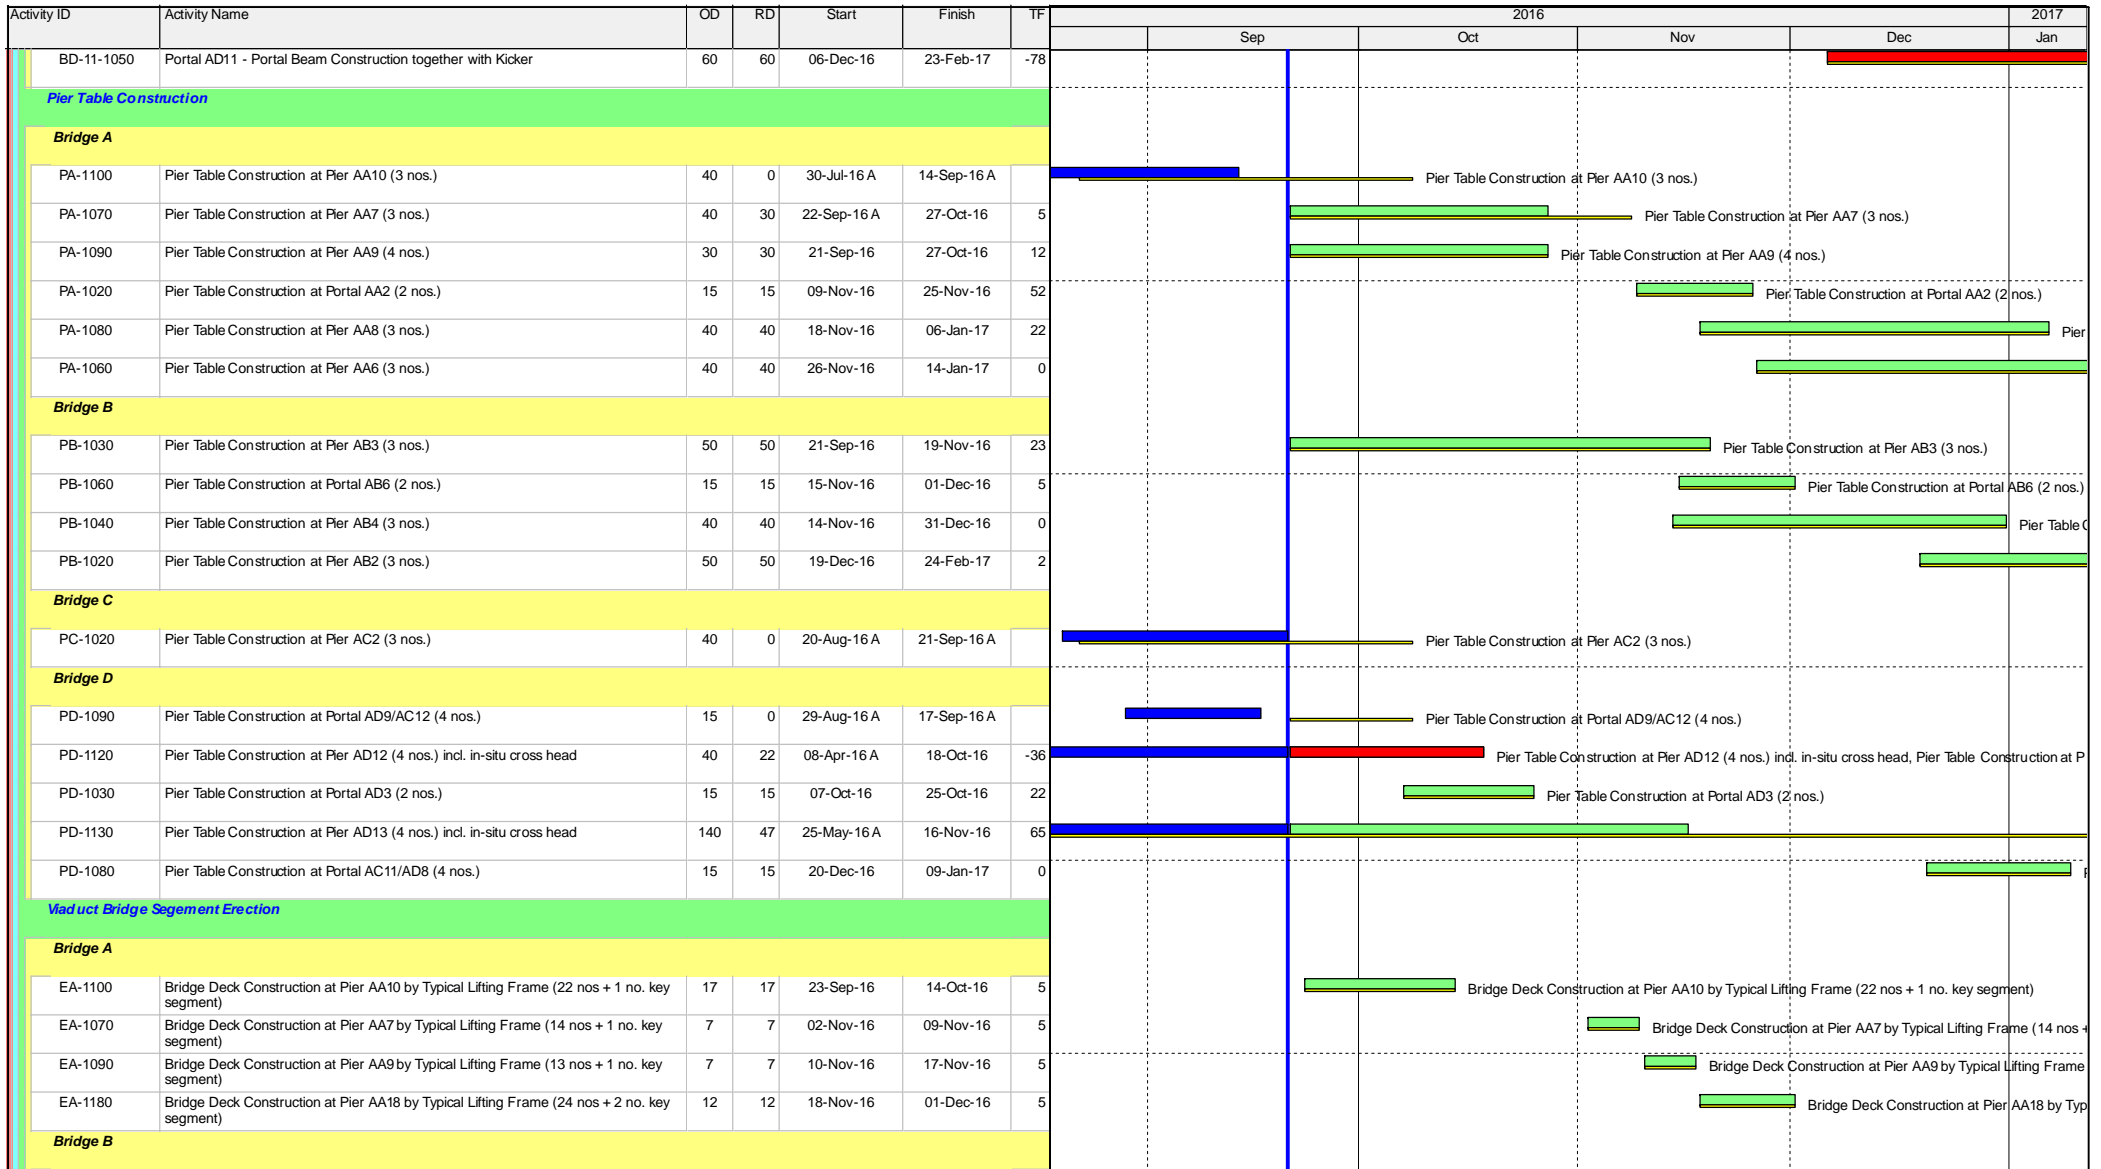 Activity ID Activity Name OD RD Start Finish TF 2016 2017
Sep Oct Nov Dec Jan
BD-11-1050 Portal AD11 - Portal Beam Construction together with Kicker 60 60 06-Dec-16 23-Feb-17 -78
Pier Table Construction
Bridge A
PA-1100 Pier Table Construction at Pier AA10 (3 nos.) 40 0 30-Jul-16 A 14-Sep-16 A Pier Table Construction at Pier AA10 (3 nos.)
PA-1070 Pier Table Construction at Pier AA7 (3 nos.) 40 30 22-Sep-16 A 27-Oct-16 5 Pier Table Construction at Pier AA7 (3 nos.)
PA-1090 Pier Table Construction at Pier AA9 (4 nos.) 30 30 21-Sep-16 27-Oct-16 12 Pier Table Construction at Pier AA9 (4 nos.)
PA-1020 Pier Table Construction at Portal AA2 (2 nos.) 15 15 09-Nov-16 25-Nov-16 52 Pier Table Construction at Portal AA2 (2 nos.)
PA-1080 Pier Table Construction at Pier AA8 (3 nos.) 40 40 18-Nov-16 06-Jan-17 22 Pier
PA-1060 Pier Table Construction at Pier AA6 (3 nos.) 40 40 26-Nov-16 14-Jan-17 0
Bridge B
PB-1030 Pier Table Construction at Pier AB3 (3 nos.) 50 50 21-Sep-16 19-Nov-16 23 Pier Table Construction at Pier AB3 (3 nos.)
PB-1060 Pier Table Construction at Portal AB6 (2 nos.) 15 15 15-Nov-16 01-Dec-16 5 Pier Table Construction at Portal AB6 (2 nos.)
PB-1040 Pier Table Construction at Pier AB4 (3 nos.) 40 40 14-Nov-16 31-Dec-16 0 Pier Table
PB-1020 Pier Table Construction at Pier AB2 (3 nos.) 50 50 19-Dec-16 24-Feb-17 2
Bridge C
PC-1020 Pier Table Construction at Pier AC2 (3 nos.) 40 0 20-Aug-16 A 21-Sep-16 A Pier Table Construction at Pier AC2 (3 nos.)
Bridge D
PD-1090 Pier Table Construction at Portal AD9/AC12 (4 nos.) 15 0 29-Aug-16 A 17-Sep-16 A Pier Table Construction at Portal AD9/AC12 (4 nos.)
PD-1120 Pier Table Construction at Pier AD12 (4 nos.) incl. in-situ cross head 40 22 08-Apr-16 A 18-Oct-16 -36 Pier Table Construction at Pier AD12 (4 nos.) incl. in-situ cross head, Pier Table Construction at P
PD-1030 Pier Table Construction at Portal AD3 (2 nos.) 15 15 07-Oct-16 25-Oct-16 22 Pier Table Construction at Portal AD3 (2 nos.)
PD-1130 Pier Table Construction at Pier AD13 (4 nos.) incl. in-situ cross head 140 47 25-May-16 A 16-Nov-16 65
PD-1080 Pier Table Construction at Portal AC11/AD8 (4 nos.) 15 15 20-Dec-16 09-Jan-17 0
Viaduct Bridge Segement Erection
Bridge A
EA-1100 Bridge Deck Construction at Pier AA10 by Typical Lifting Frame (22 nos + 1 no. key segment) 17 17 23-Sep-16 14-Oct-16 5 Bridge Deck Construction at Pier AA10 by Typical Lifting Frame (22 nos + 1 no. key segment)
EA-1070 Bridge Deck Construction at Pier AA7 by Typical Lifting Frame (14 nos + 1 no. key segment) 7 7 02-Nov-16 09-Nov-16 5 Bridge Deck Construction at Pier AA7 by Typical Lifting Frame (14 nos +
EA-1090 Bridge Deck Construction at Pier AA9 by Typical Lifting Frame (13 nos + 1 no. key segment) 7 7 10-Nov-16 17-Nov-16 5 Bridge Deck Construction at Pier AA9 by Typical Lifting Frame
EA-1180 Bridge Deck Construction at Pier AA18 by Typical Lifting Frame (24 nos + 2 no. key segment) 12 12 18-Nov-16 01-Dec-16 5 Bridge Deck Construction at Pier AA18 by Typ
Bridge B